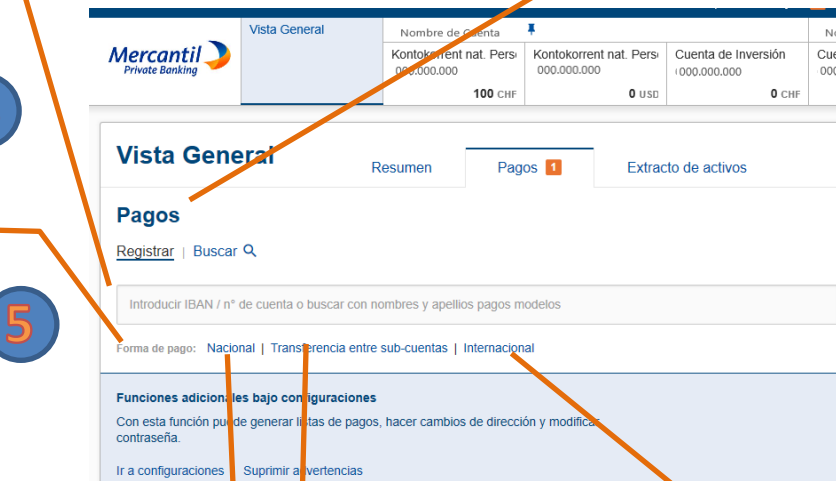 Vista General
Nombre de Cuenta
Mercantil
Private Banking
Kontokorrent nat. Pers
000.000.000
100 CHF
Kontokorrent nat. Pers
000.000.000
0 USD
Cuenta de Inversión
000.000.000
0 CHF
Vista General
Resumen
Pagos 1
Extracto de activos
Pagos
Registrar | Buscar
Introducir IBAN / n° de cuenta o buscar con nombres y apellios pagos modelos
5
Forma de pago: Nacional | Transferencia entre sub-cuentas | Internacional
Funciones adicionales bajo configuraciones
Con esta función puede generar listas de pagos, hacer cambios de dirección y modificar
contraseña.
Ir a configuraciones Suprimir advertencias